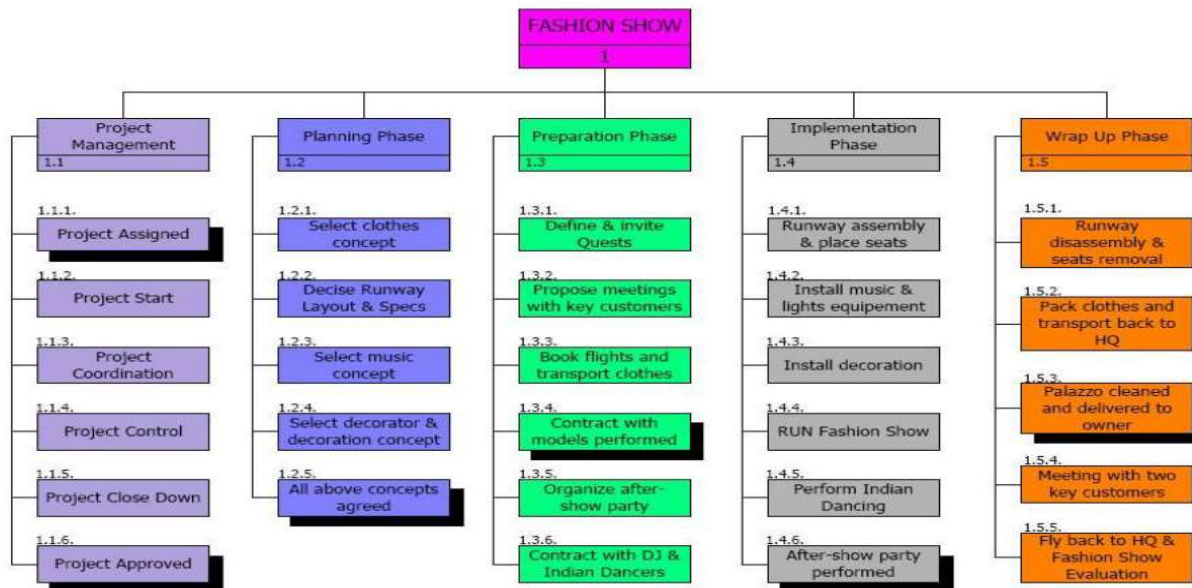 FASHION SHOW
1
Project
Management
1.1
1.1.1.
Project Assigned
1.1.2.
Project Start
1.1.3.
Project
Coordination
1.1.4.
Project Control
1.1.5.
Project Close Down
1.1.6.
Project Approved
Planning Phase
1.2
1.2.1.
Select clothes
concept
1.2.2.
Decise Runway
Layout & Specs
1.2.3.
Select music
concept
1.2.4.
Select decorator &
decoration concept
1.2.5.
All above concepts
agreed
Preparation Phase
1.3
1.3.1.
Define & invite
Quests
1.3.2.
Propose meetings
with key customers
1.3.3.
Book flights and
transport clothes
1.3.4.
Contract with
models performed
1.3.5.
Organize after-
show party
1.3.6.
Contract with DJ &
Indian Dancers
Implementation
Phase
1.4
1.4.1.
Runway assembly
& place seats
1.4.2.
Install music &
lights equipement
1.4.3.
Install decoration
1.4.4.
RUN Fashion Show
1.4.5.
Perform Indian
Dancing
1.4.6.
After-show party
performed
Wrap Up Phase
1.5
1.5.1.
Runway
disassembly &
seats removal
1.5.2.
Pack clothes and
transport back to
HQ
1.5.3.
Palazzo cleaned
and delivered to
owner
1.5.4.
Meeting with two
key customers
1.5.5.
Fly back to HQ &
Fashion Show
Evaluation